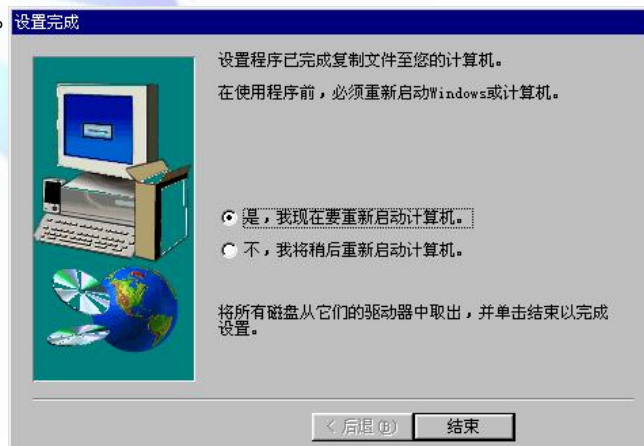 设置完成
设置程序已完成复制文件至您的计算机。
在使用程序前，必须重新启动Windows或计算机。
是，我现在要重新启动计算机。
不，我将稍后重新启动计算机。
将所有磁盘从它们的驱动器中取出，并单击结束以完成
设置。
< 后退(B)
结束